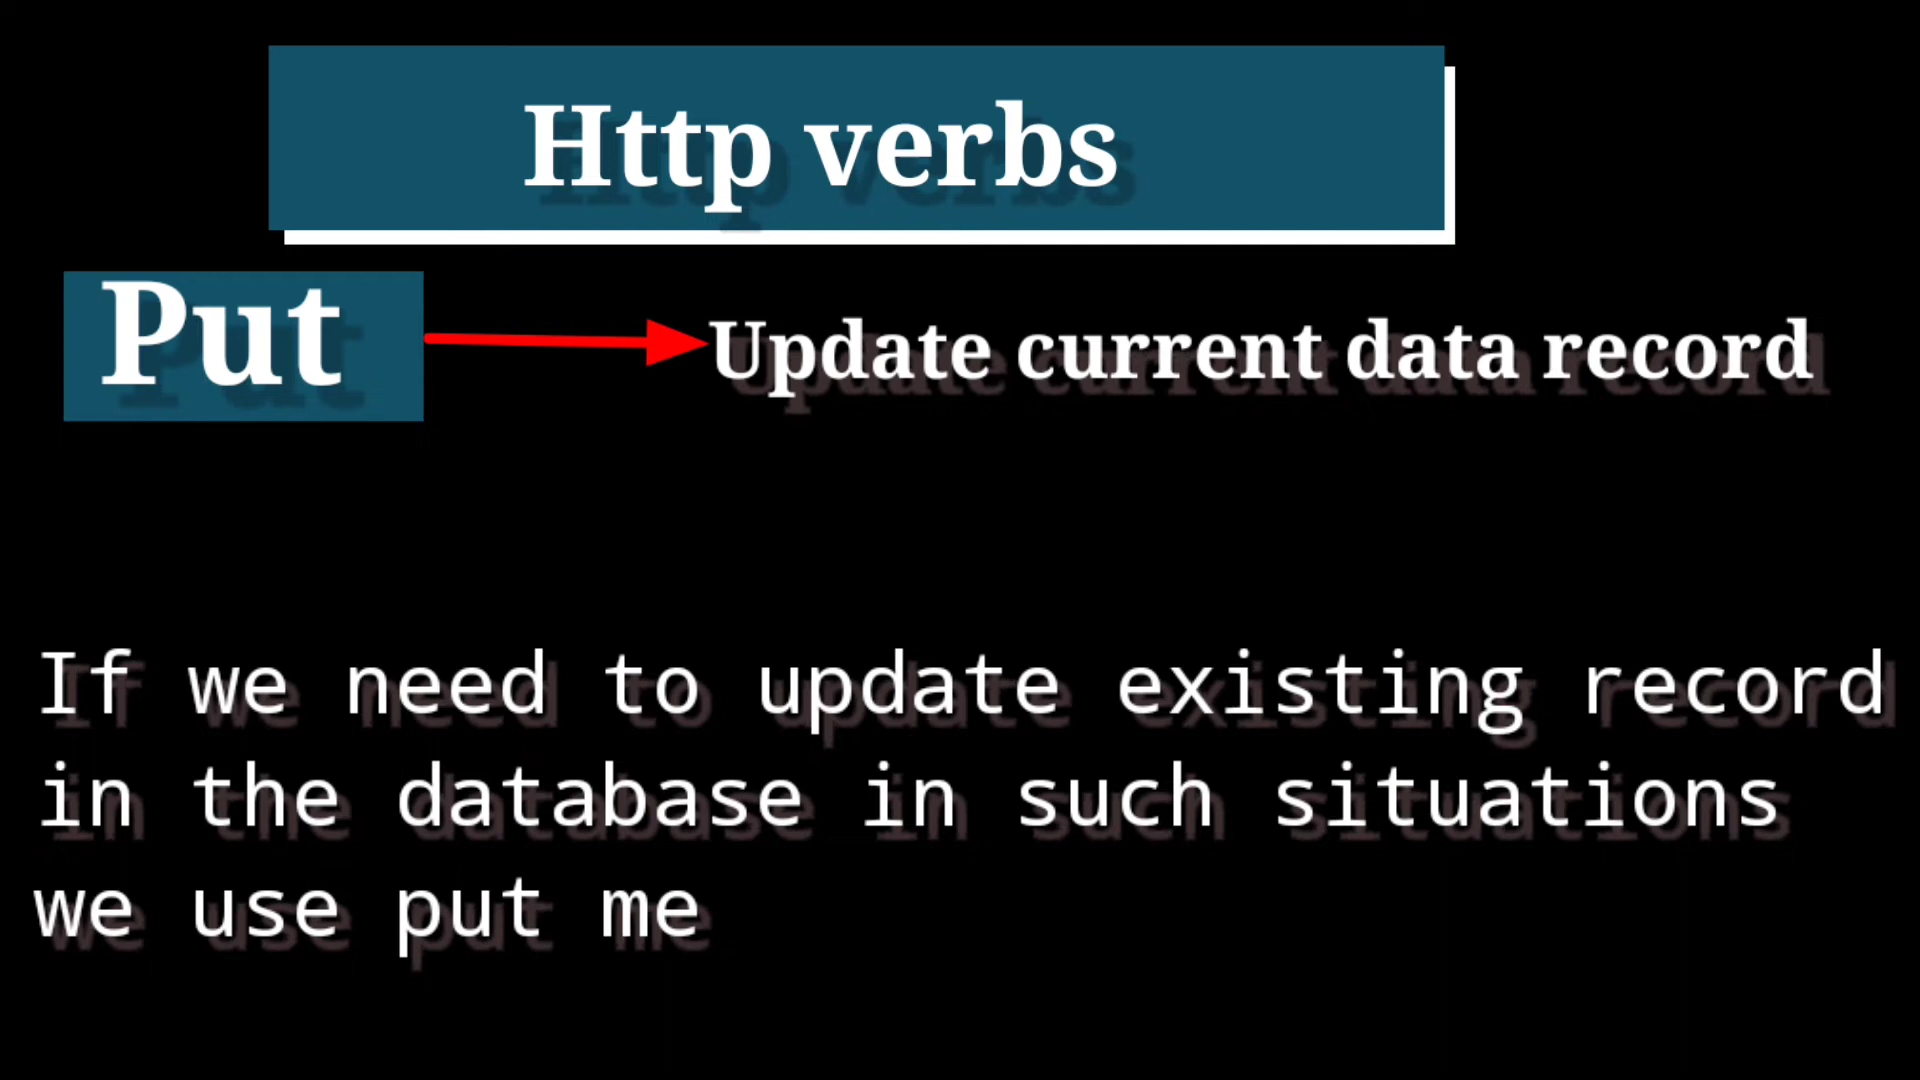 Http verbs
Put
Update current data record
If we need to update existing record
in the database in such situations
we use put me